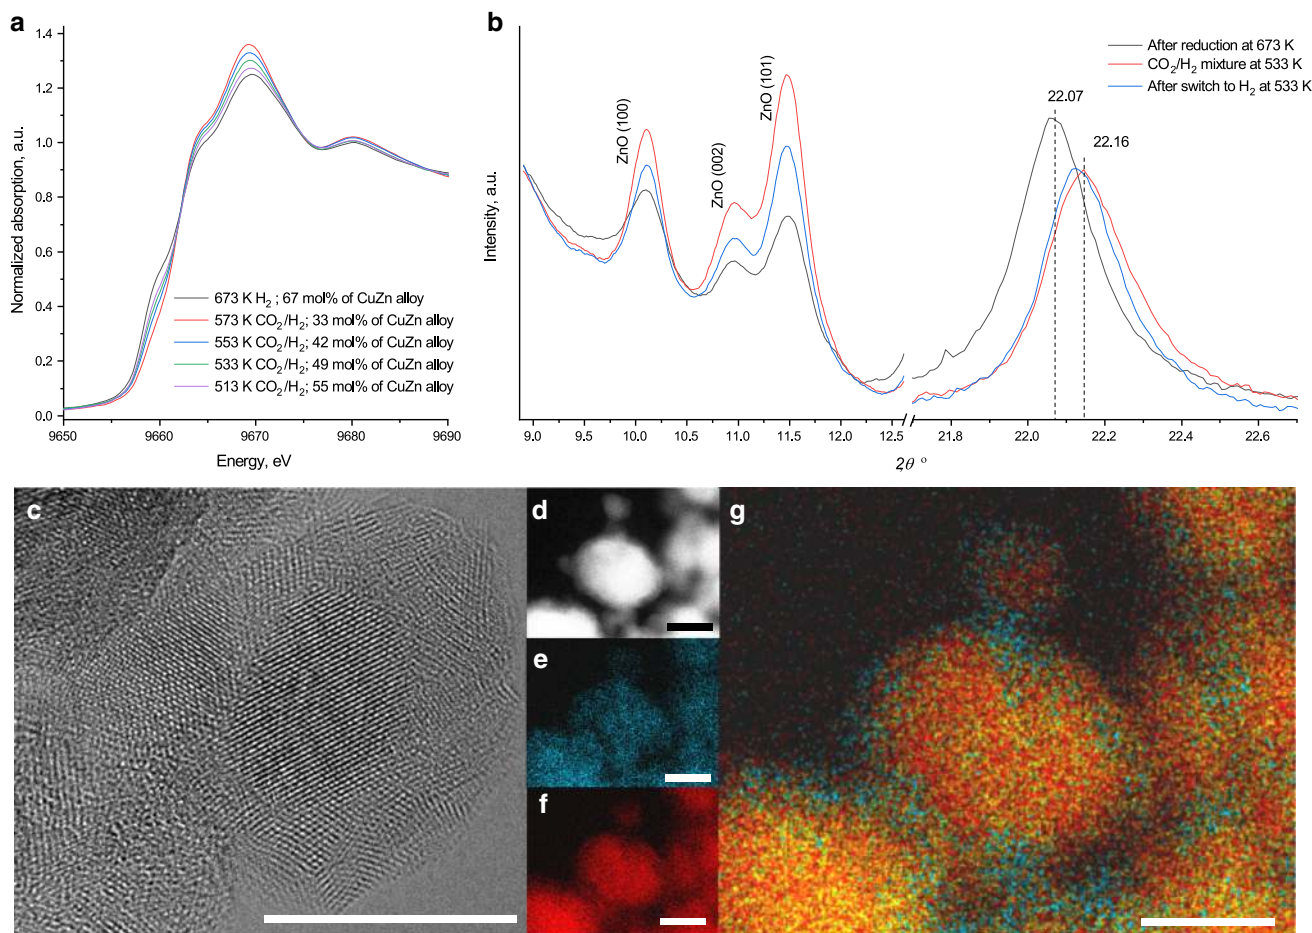 a
1.4
1.2
1.0
0.8
0.6
0.4
0.2
0.0
Normalized absorption, a.u.
673 K H₂ ; 67 mol% of CuZn alloy
573 K CO₂/H₂; 33 mol% of CuZn alloy
553 K CO₂/H₂; 42 mol% of CuZn alloy
533 K CO₂/H₂; 49 mol% of CuZn alloy
513 K CO₂/H₂; 55 mol% of CuZn alloy
9650 9660 9670 9680 9690
Energy, eV
b
After reduction at 673 K
CO₂/H₂ mixture at 533 K
After switch to H₂ at 533 K
Intensity, a.u.
ZnO (100)
ZnO (002)
ZnO (101)
22.07
22.16
9.0 9.5 10.0 10.5 11.0 11.5 12.0 12.5 21.8 22.0 22.2 22.4 22.6
2θ °
c
d
e
f
g